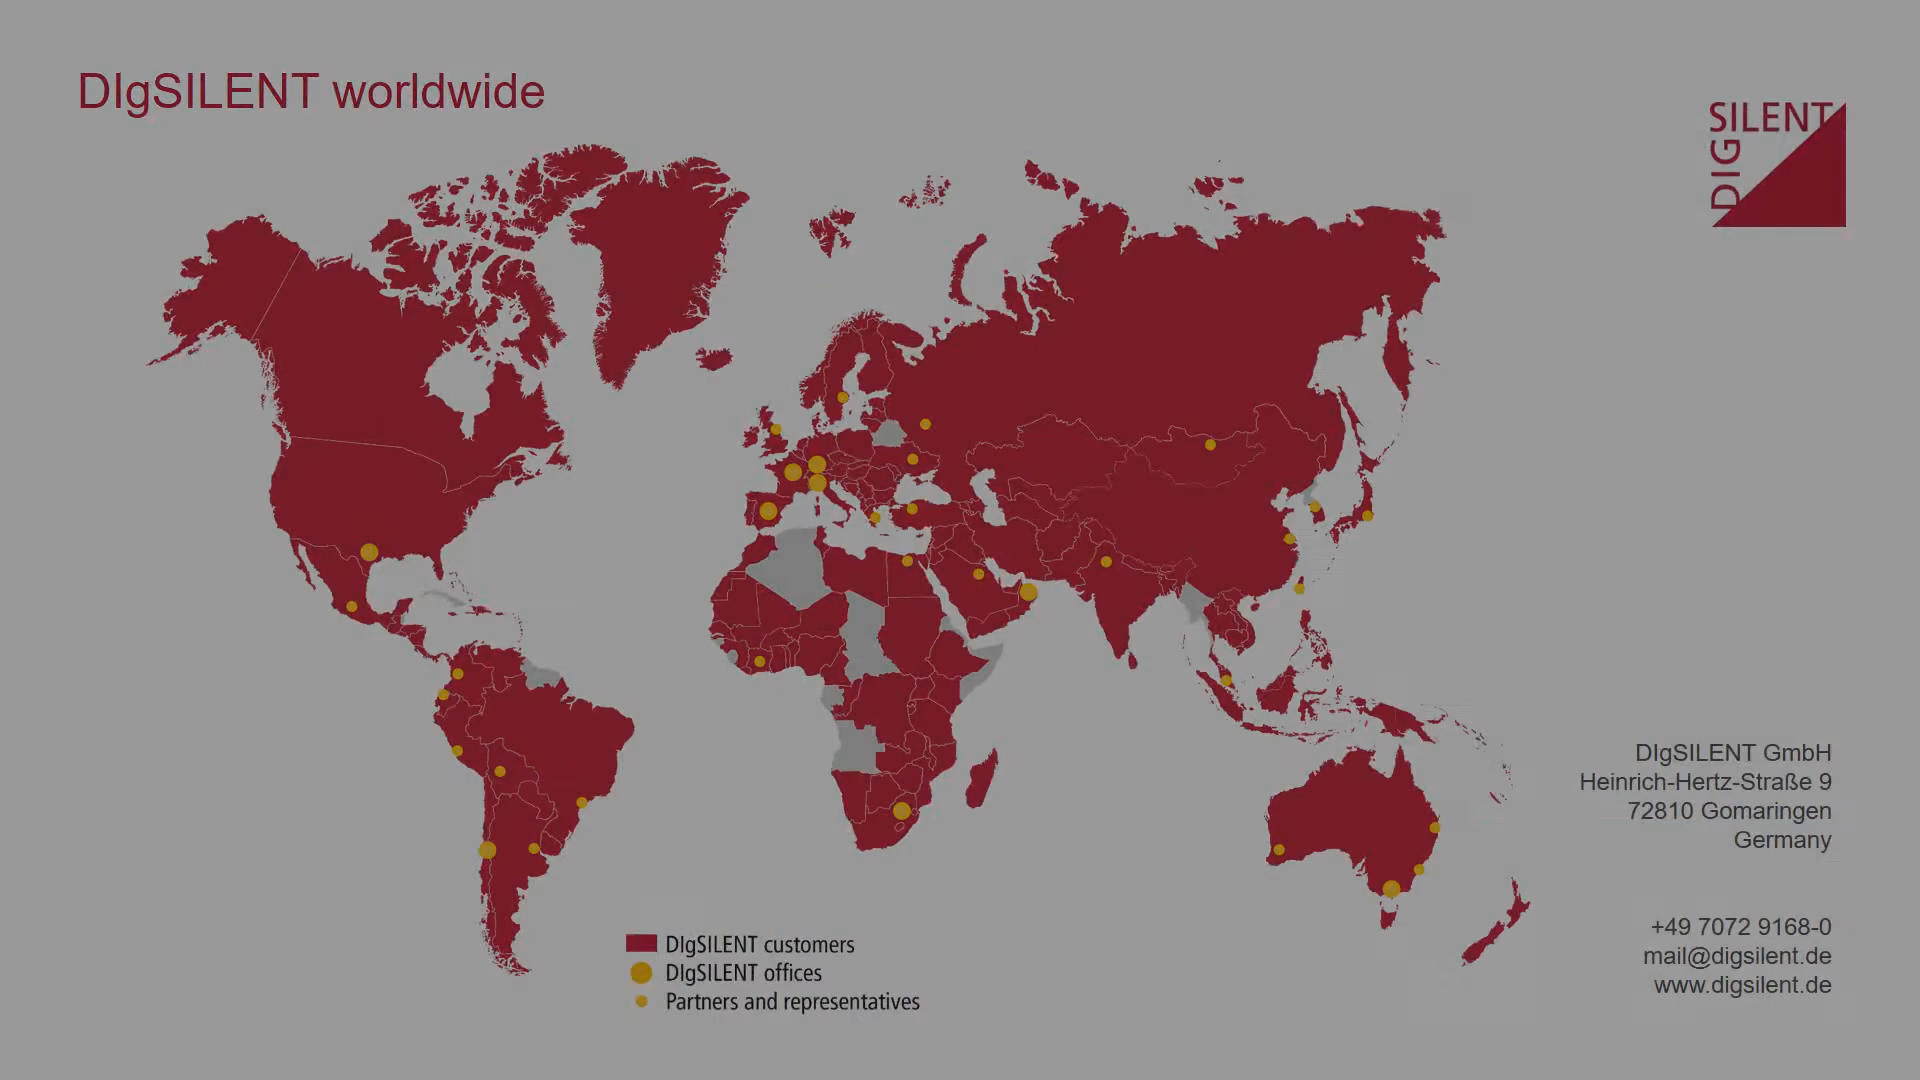 DIgSILENT worldwide
SILENT
DIG
DIgSILENT GmbH
Heinrich-Hertz-Straße 9
72810 Gomaringen
Germany
+49 7072 9168-0
mail@digsilent.de
www.digsilent.de
DIgSILENT customers
DIgSILENT offices
Partners and representatives